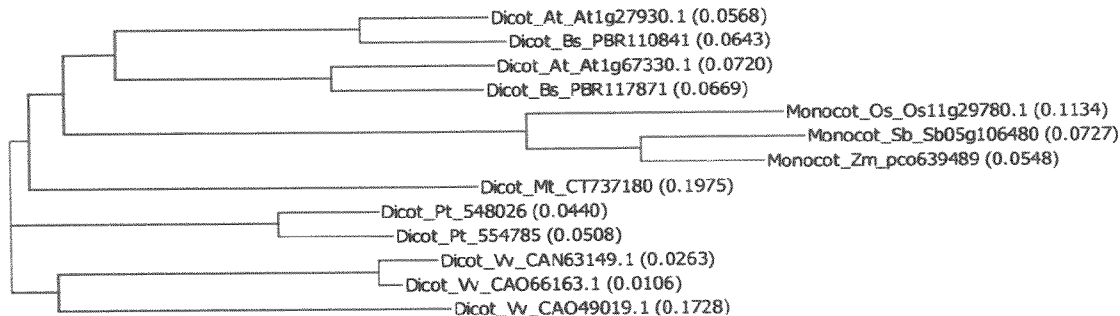 Dicot_At_At1g27930.1 (0.0568)
Dicot_Bs_PBR110841 (0.0643)
Dicot_At_At1g67330.1 (0.0720)
Dicot_Bs_PBR117871 (0.0669)
Monocot_Os_Os11g29780.1 (0.1134)
Monocot_Sb_Sb05g106480 (0.0727)
Monocot_Zm_pco639489 (0.0548)
Dicot_Mt_CT737180 (0.1975)
Dicot_Pt_548026 (0.0440)
Dicot_Pt_554785 (0.0508)
Dicot_Vv_CAN63149.1 (0.0263)
Dicot_Vv_CAO66163.1 (0.0106)
Dicot_Vv_CAO49019.1 (0.1728)